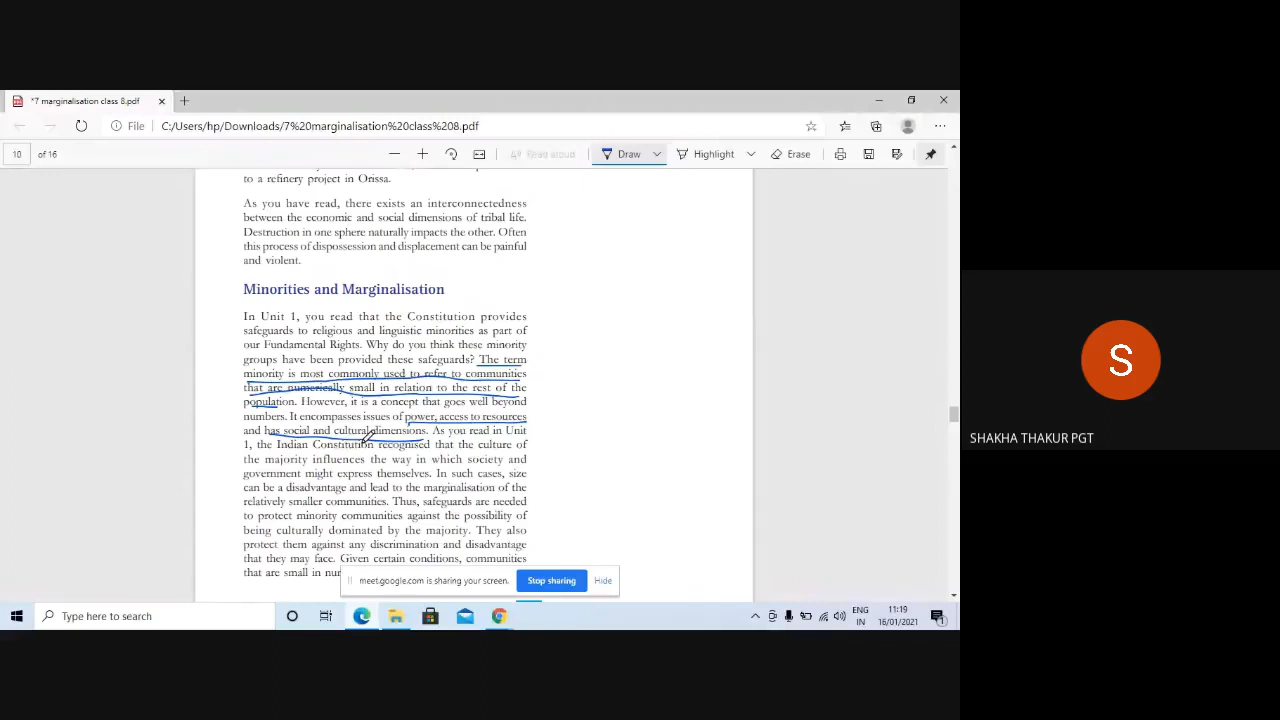 *7 marginalisation class 8.pdf
File C:/Users/hp/Downloads/7%20marginalisation%20class%208.pdf
10 of 16 Read aloud Draw Highlight Erase
to a refinery project in Orissa.
As you have read, there exists an interconnectedness
between the economic and social dimensions of tribal life.
Destruction in one sphere naturally impacts the other. Often
this process of dispossession and displacement can be painful
and violent.
Minorities and Marginalisation
In Unit 1, you read that the Constitution provides
safeguards to religious and linguistic minorities as part of
our Fundamental Rights. Why do you think these minority
groups have been provided these safeguards? The term
minority is most commonly used to refer to communities
that are numerically small in relation to the rest of the
population. However, it is a concept that goes well beyond
numbers. It encompasses issues of power, access to resources
and has social and cultural dimensions. As you read in Unit
1, the Indian Constitution recognised that the culture of
the majority influences the way in which society and
government might express themselves. In such cases, size
can be a disadvantage and lead to the marginalisation of the
relatively smaller communities. Thus, safeguards are needed
to protect minority communities against the possibility of
being culturally dominated by the majority. They also
protect them against any discrimination and disadvantage
that they may face. Given certain conditions, communities
that are small in
meet.google.com is sharing your screen. Stop sharing Hide
Type here to search
ENG 11:19
IN 16/01/2021
1
S
SHAKHA THAKUR PGT